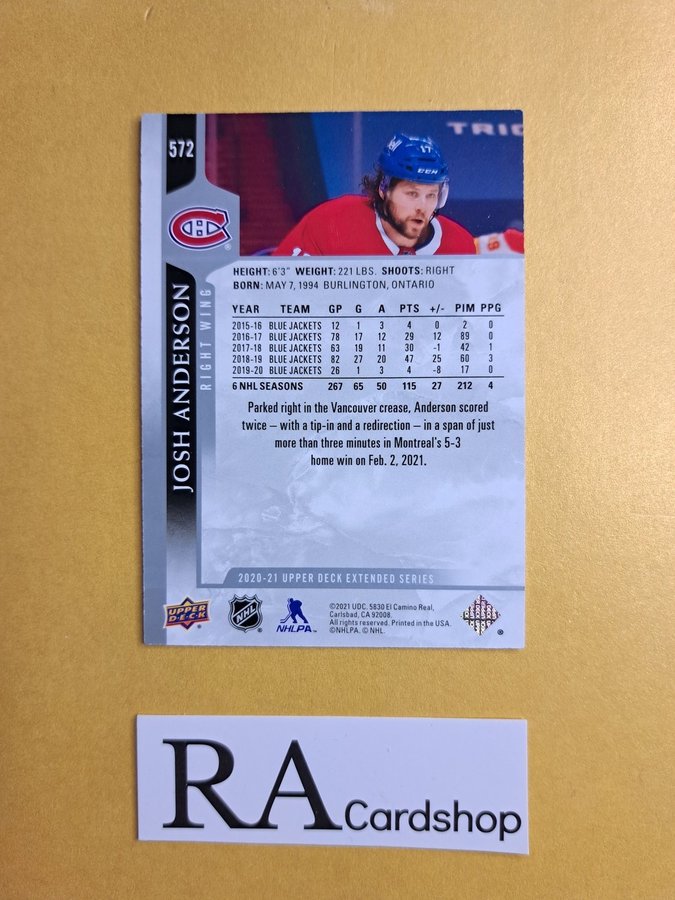 572
TRIC
17
CCM
JOSH ANDERSON
RIGHT WING
HEIGHT: 6'3" WEIGHT: 221 LBS. SHOOTS: RIGHT
BORN: MAY 7, 1994 BURLINGTON, ONTARIO
YEAR TEAM GP G A PTS +/- PIM PPG
2015-16 BLUE JACKETS 12 1 3 4 0 2 0
2016-17 BLUE JACKETS 78 17 12 29 12 89 0
2017-18 BLUE JACKETS 63 19 11 30 -1 42 1
2018-19 BLUE JACKETS 82 27 20 47 25 60 3
2019-20 BLUE JACKETS 26 1 3 4 -8 17 0
6 NHL SEASONS 267 65 50 115 27 212 4
Parked right in the Vancouver crease, Anderson scored
twice – with a tip-in and a redirection – in a span of just
more than three minutes in Montreal's 5-3
home win on Feb. 2, 2021.
2020-21 UPPER DECK EXTENDED SERIES
UPPER DECK
NHL
NHLPA
©2021 UDC, 5830 El Camino Real,
Carlsbad, CA 92008.
All rights reserved. Printed in the USA.
©NHLPA. © NHL.
RA Cardshop